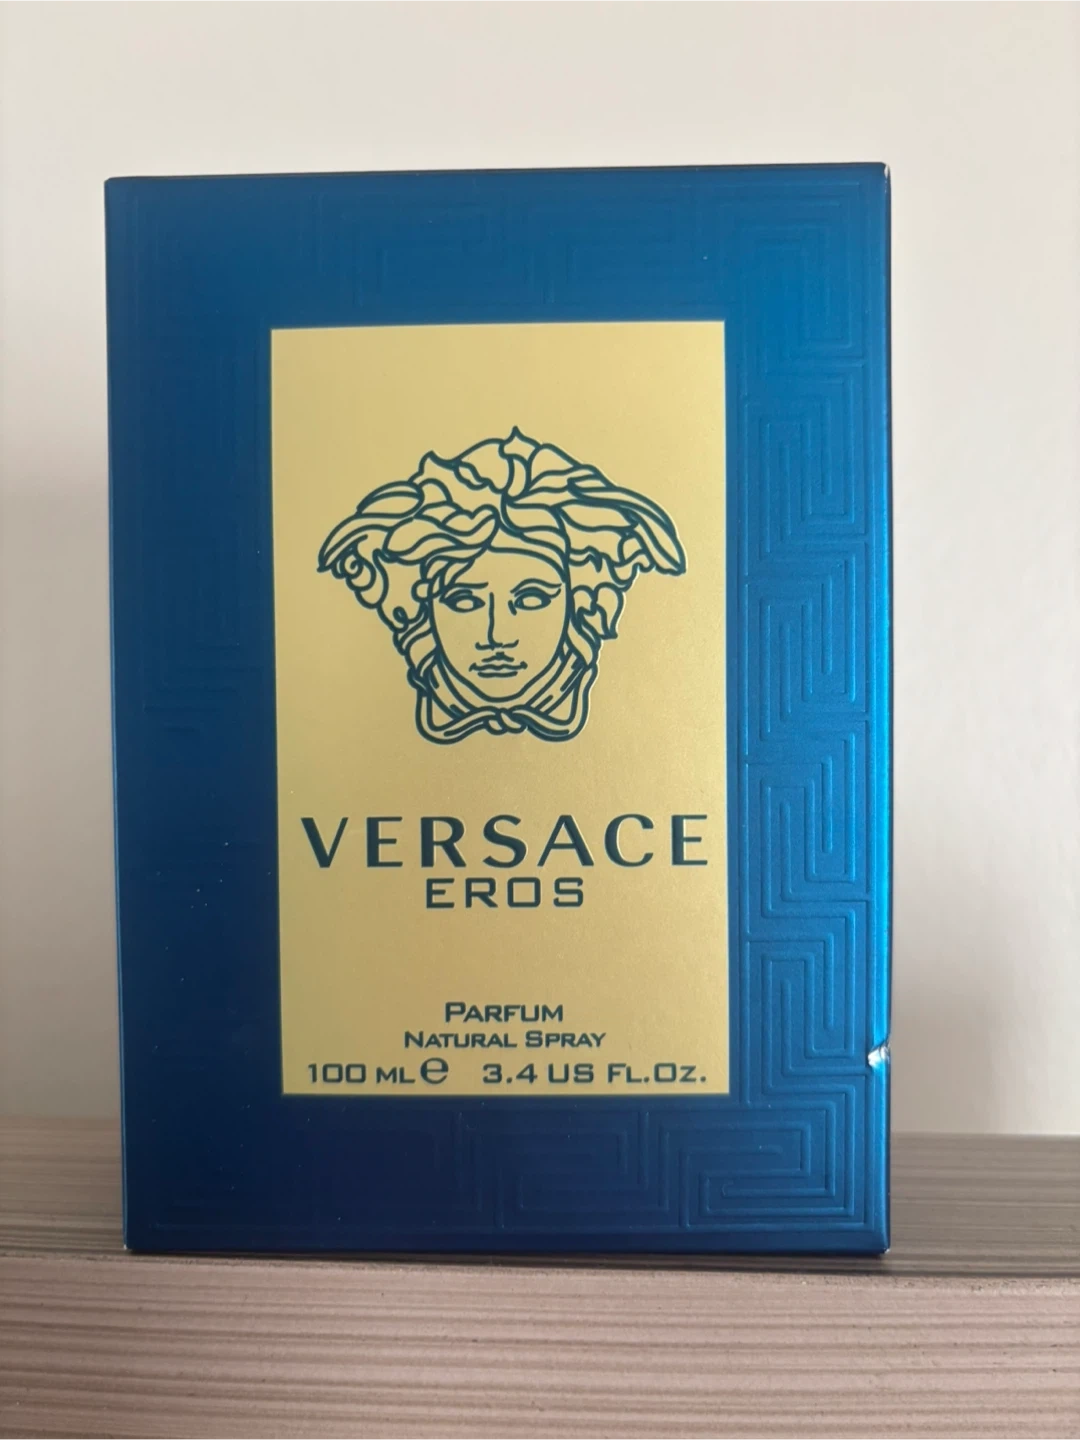 VERSACE
EROS
PARFUM
NATURAL SPRAY
100 ML e 3.4 US FL.OZ.